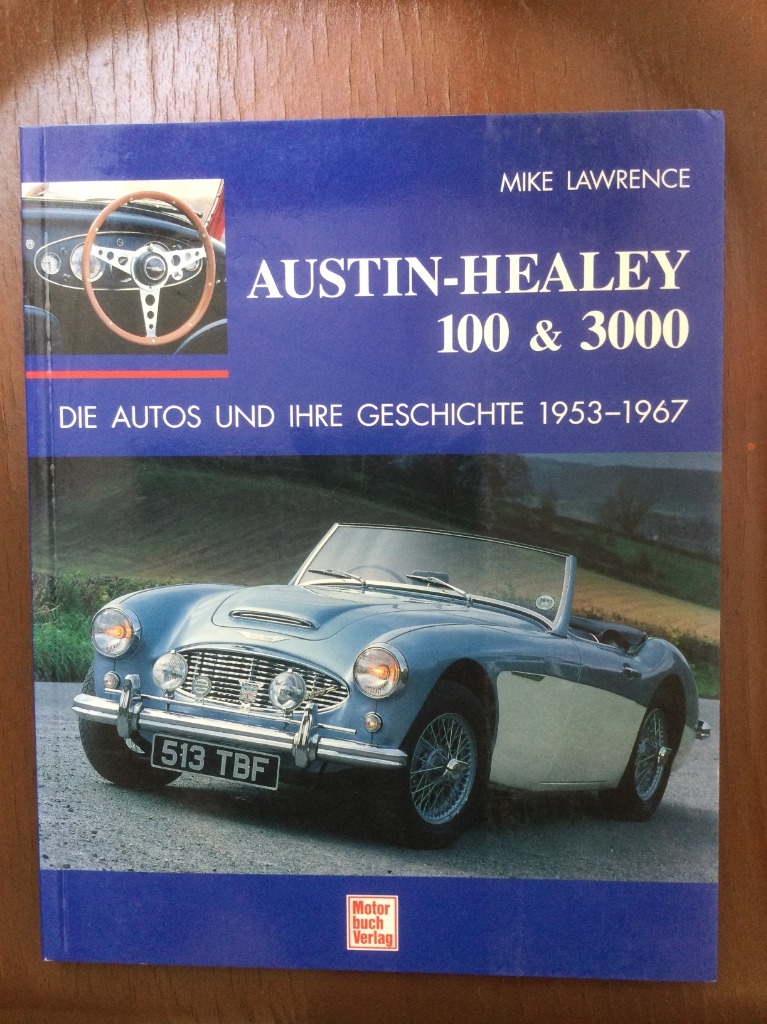 MIKE LAWRENCE
AUSTIN-HEALEY
100 & 3000
DIE AUTOS UND IHRE GESCHICHTE 1953–1967
513 TBF
Motor
buch
Verlag